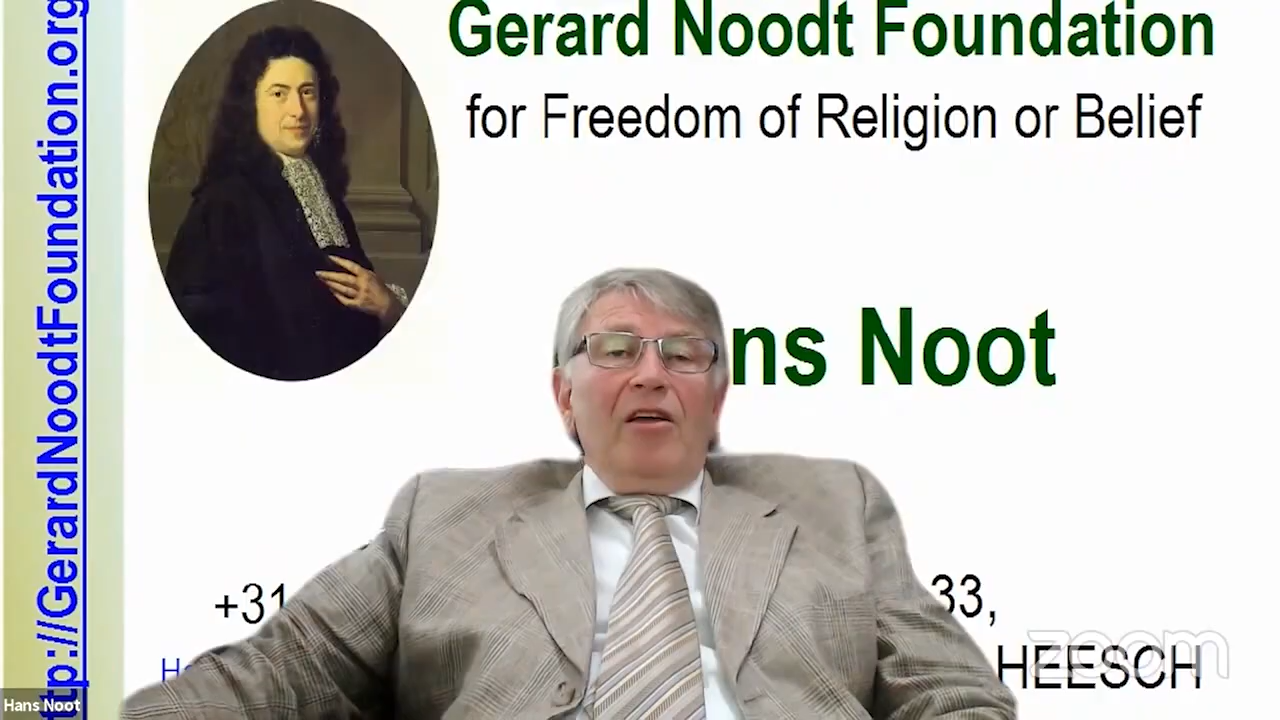 Gerard Noodt Foundation
for Freedom of Religion or Belief
ns Noot
+31
33,
HEESCH
ttp://GerardNoodtFoundation.org
zoom
Hans Noot